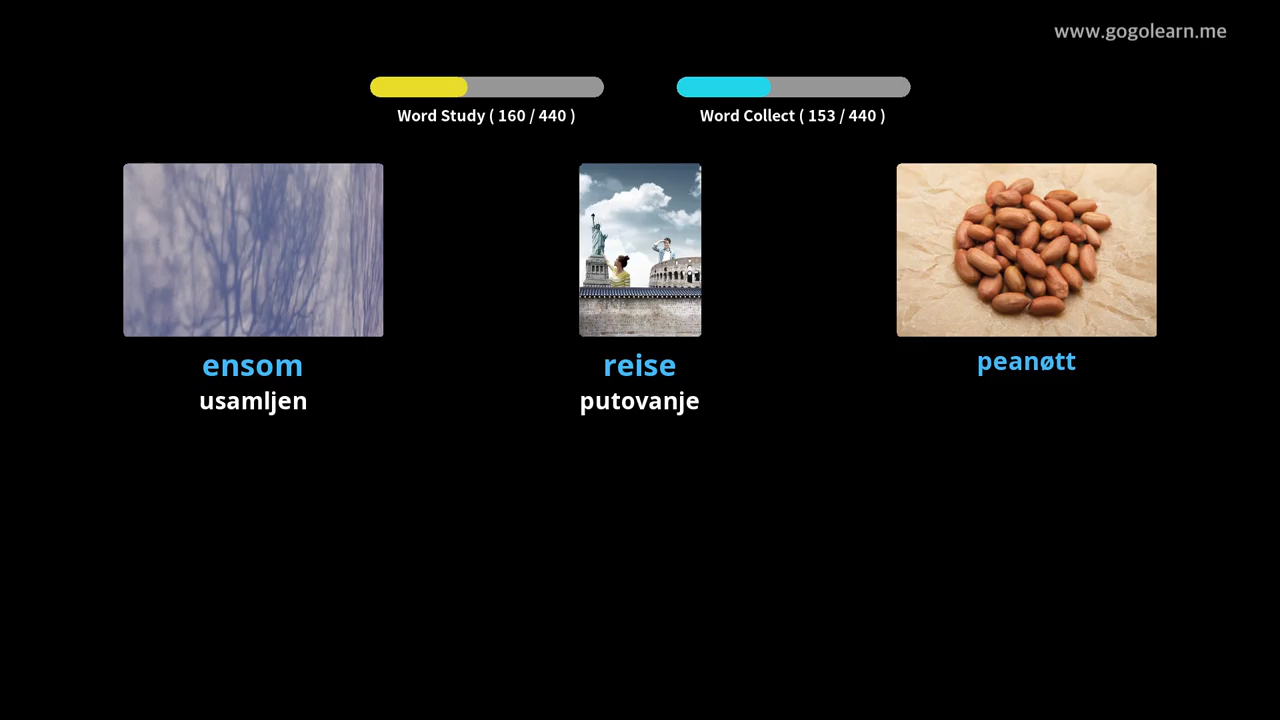 www.gogolearn.me
Word Study ( 160 / 440 )
Word Collect ( 153 / 440 )
ensom
usamljen
reise
putovanje
peanøtt